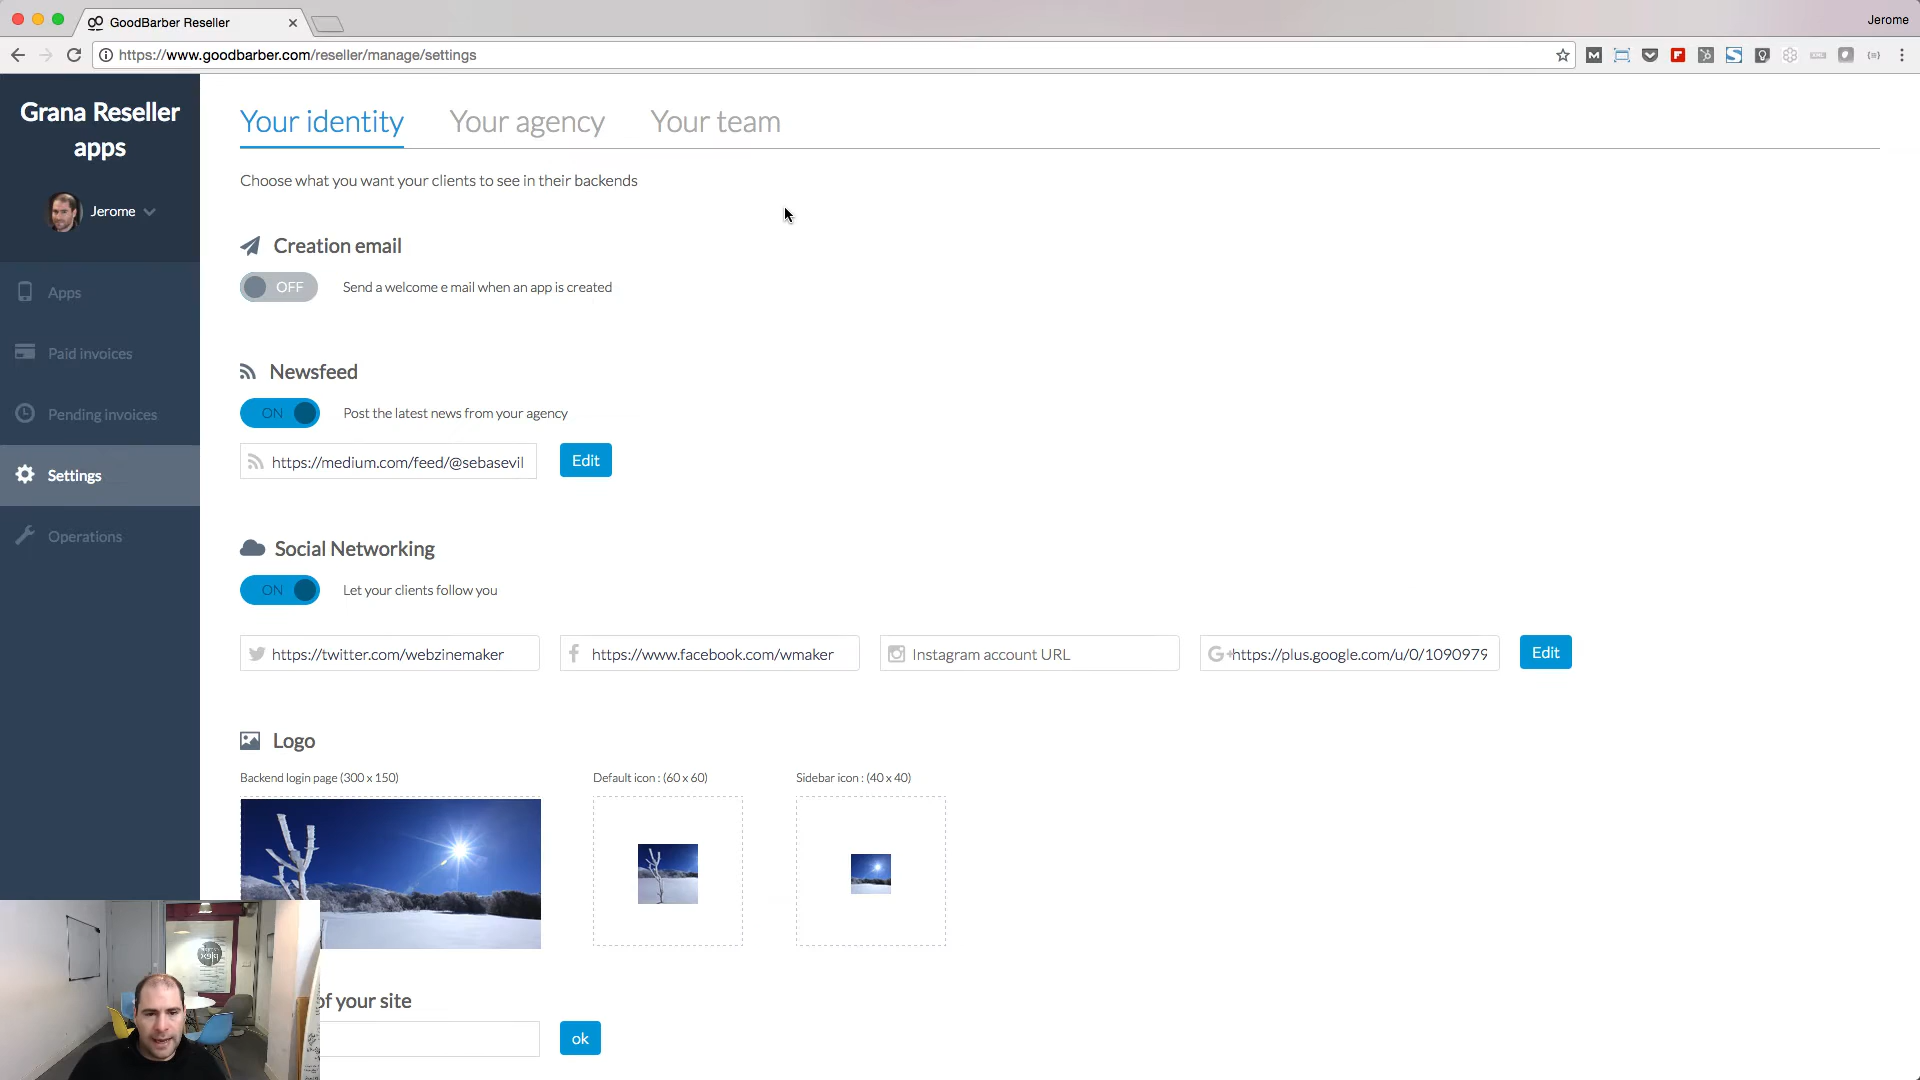 GoodBarber Reseller
Jerome
https://www.goodbarber.com/reseller/manage/settings
Grana Reseller
apps
Jerome
Apps
Paid invoices
Pending invoices
Settings
Operations
Your identity
Your agency
Your team
Choose what you want your clients to see in their backends
Creation email
OFF
Send a welcome e mail when an app is created
Newsfeed
ON
Post the latest news from your agency
https://medium.com/feed/@sebasevil
Edit
Social Networking
ON
Let your clients follow you
https://twitter.com/webzinemaker
https://www.facebook.com/wmaker
Instagram account URL
https://plus.google.com/u/0/1090979
Edit
Logo
Backend login page (300 x 150)
Default icon : (60 x 60)
Sidebar icon : (40 x 40)
of your site
ok